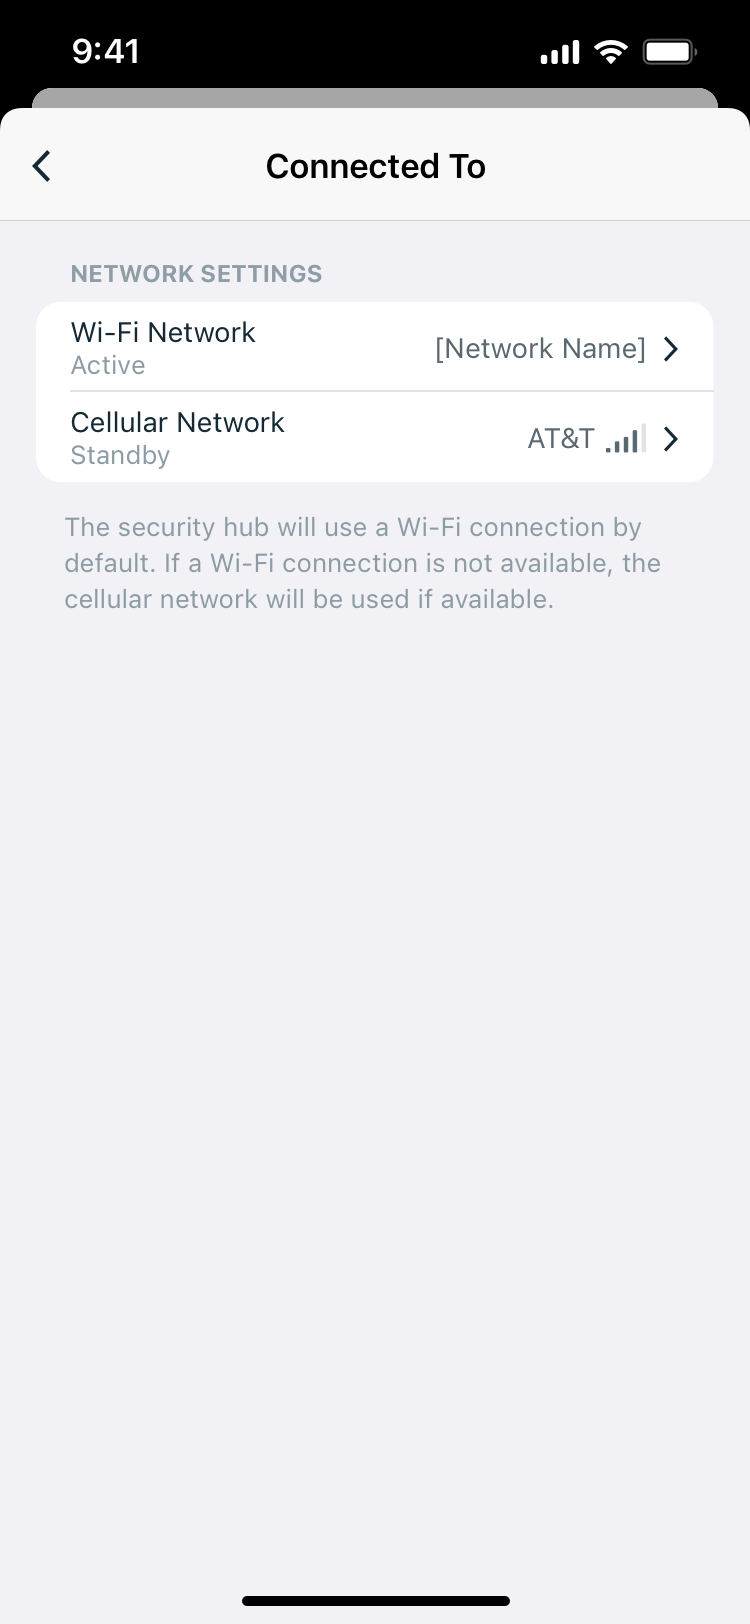 9:41
Connected To
NETWORK SETTINGS
Wi-Fi Network
Active
[Network Name]
Cellular Network
Standby
AT&T
The security hub will use a Wi-Fi connection by
default. If a Wi-Fi connection is not available, the
cellular network will be used if available.